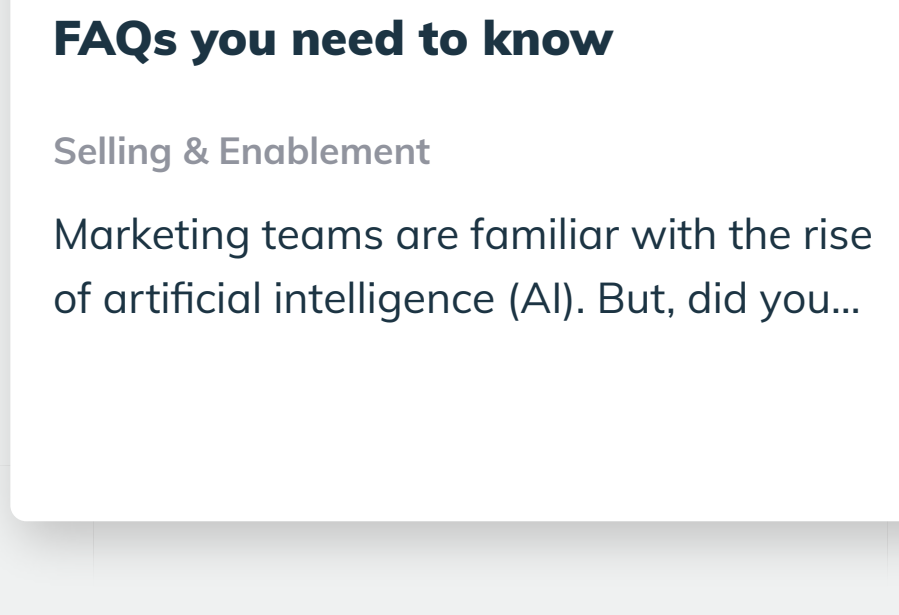 FAQs you need to know
Selling & Enablement
Marketing teams are familiar with the rise
of artificial intelligence (AI). But, did you...